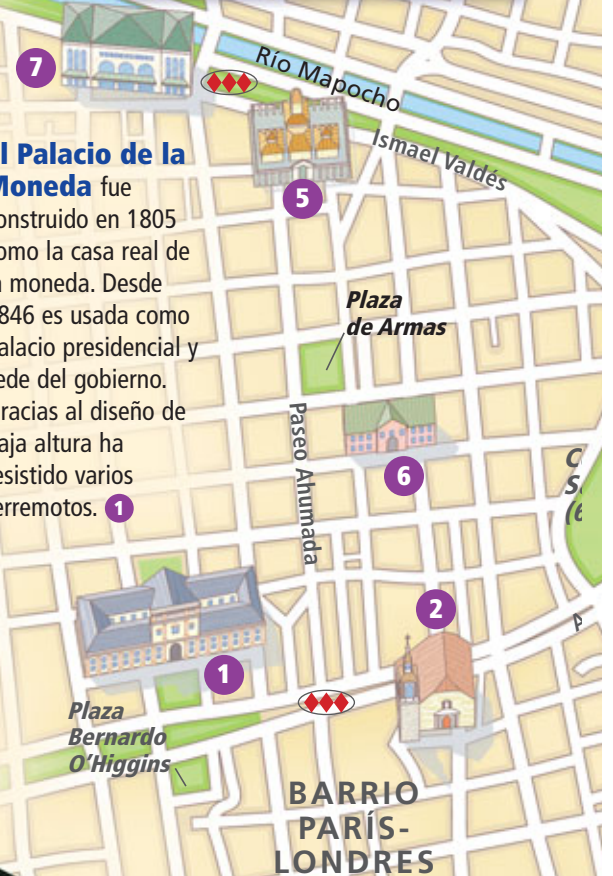 7
Río Mapocho
Ismael Valdés
5
l Palacio de la
Moneda fue
onstruido en 1805
omo la casa real de
a moneda. Desde
846 es usada como
alacio presidencial y
ede del gobierno.
racias al diseño de
aja altura ha
esistido varios
erremotos. 1
Plaza
de Armas
Paseo Ahumada
6
C
S
(6
2
1
Plaza
Bernardo
O'Higgins
BARRIO
PARÍS-
LONDRES